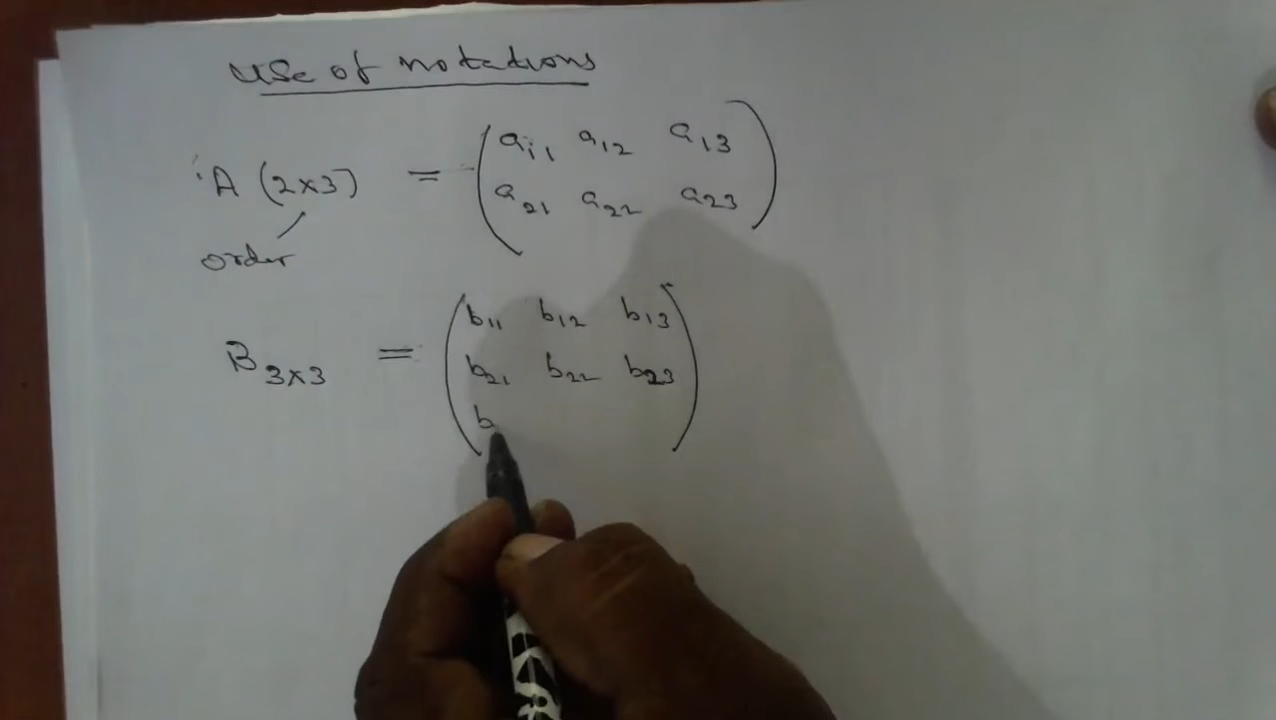 use of notations
A (2×3) = (a11 a12 a13
a21 a22 a23)
order
B3×3 = (b11 b12 b13
b21 b22 b23
b)